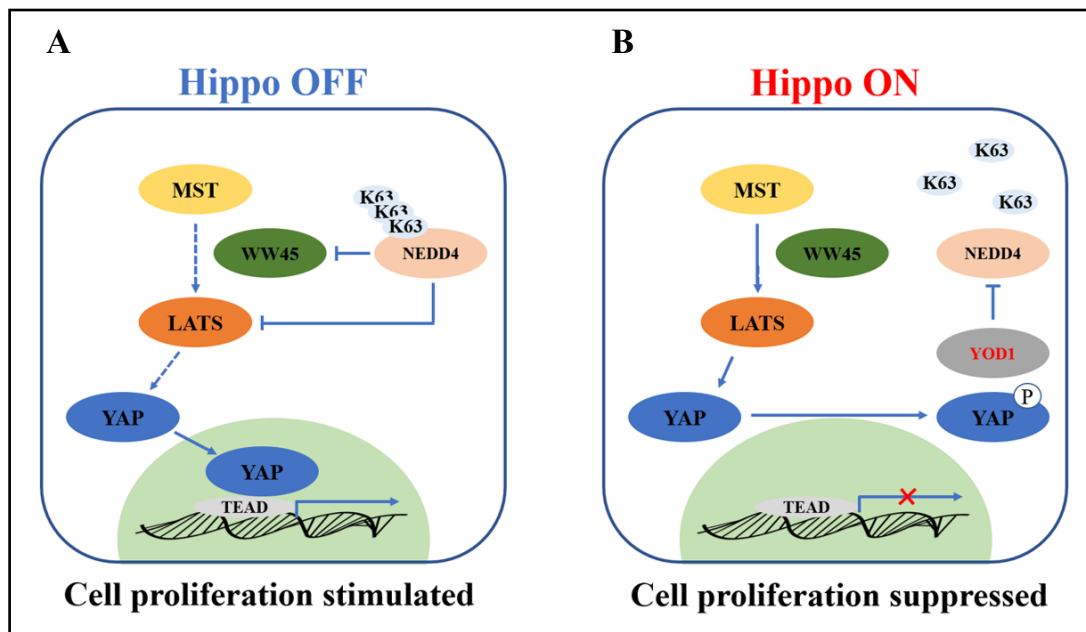 A
Hippo OFF
MST
K63
K63
K63
WW45
NEDD4
LATS
YAP
YAP
TEAD
Cell proliferation stimulated
B
Hippo ON
K63
K63
K63
MST
WW45
NEDD4
LATS
YOD1
P
YAP
YAP
TEAD
Cell proliferation suppressed